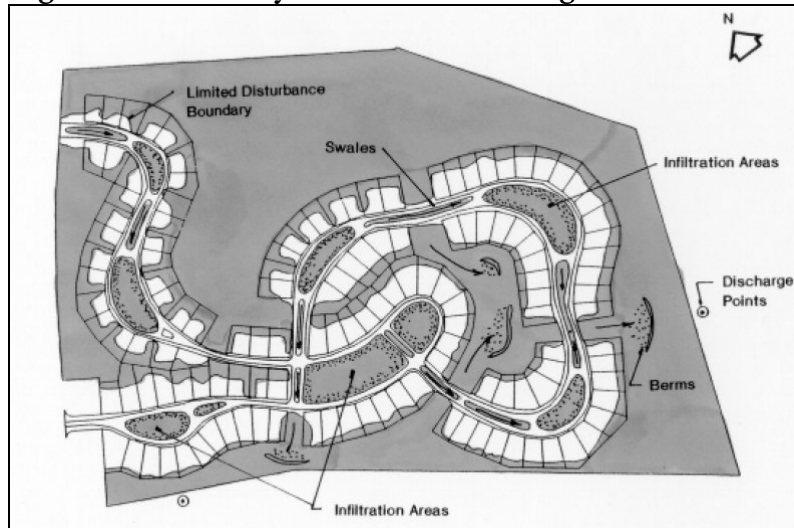 N
Limited Disturbance
Boundary
Swales
Infiltration Areas
Discharge
Points
Berms
Infiltration Areas